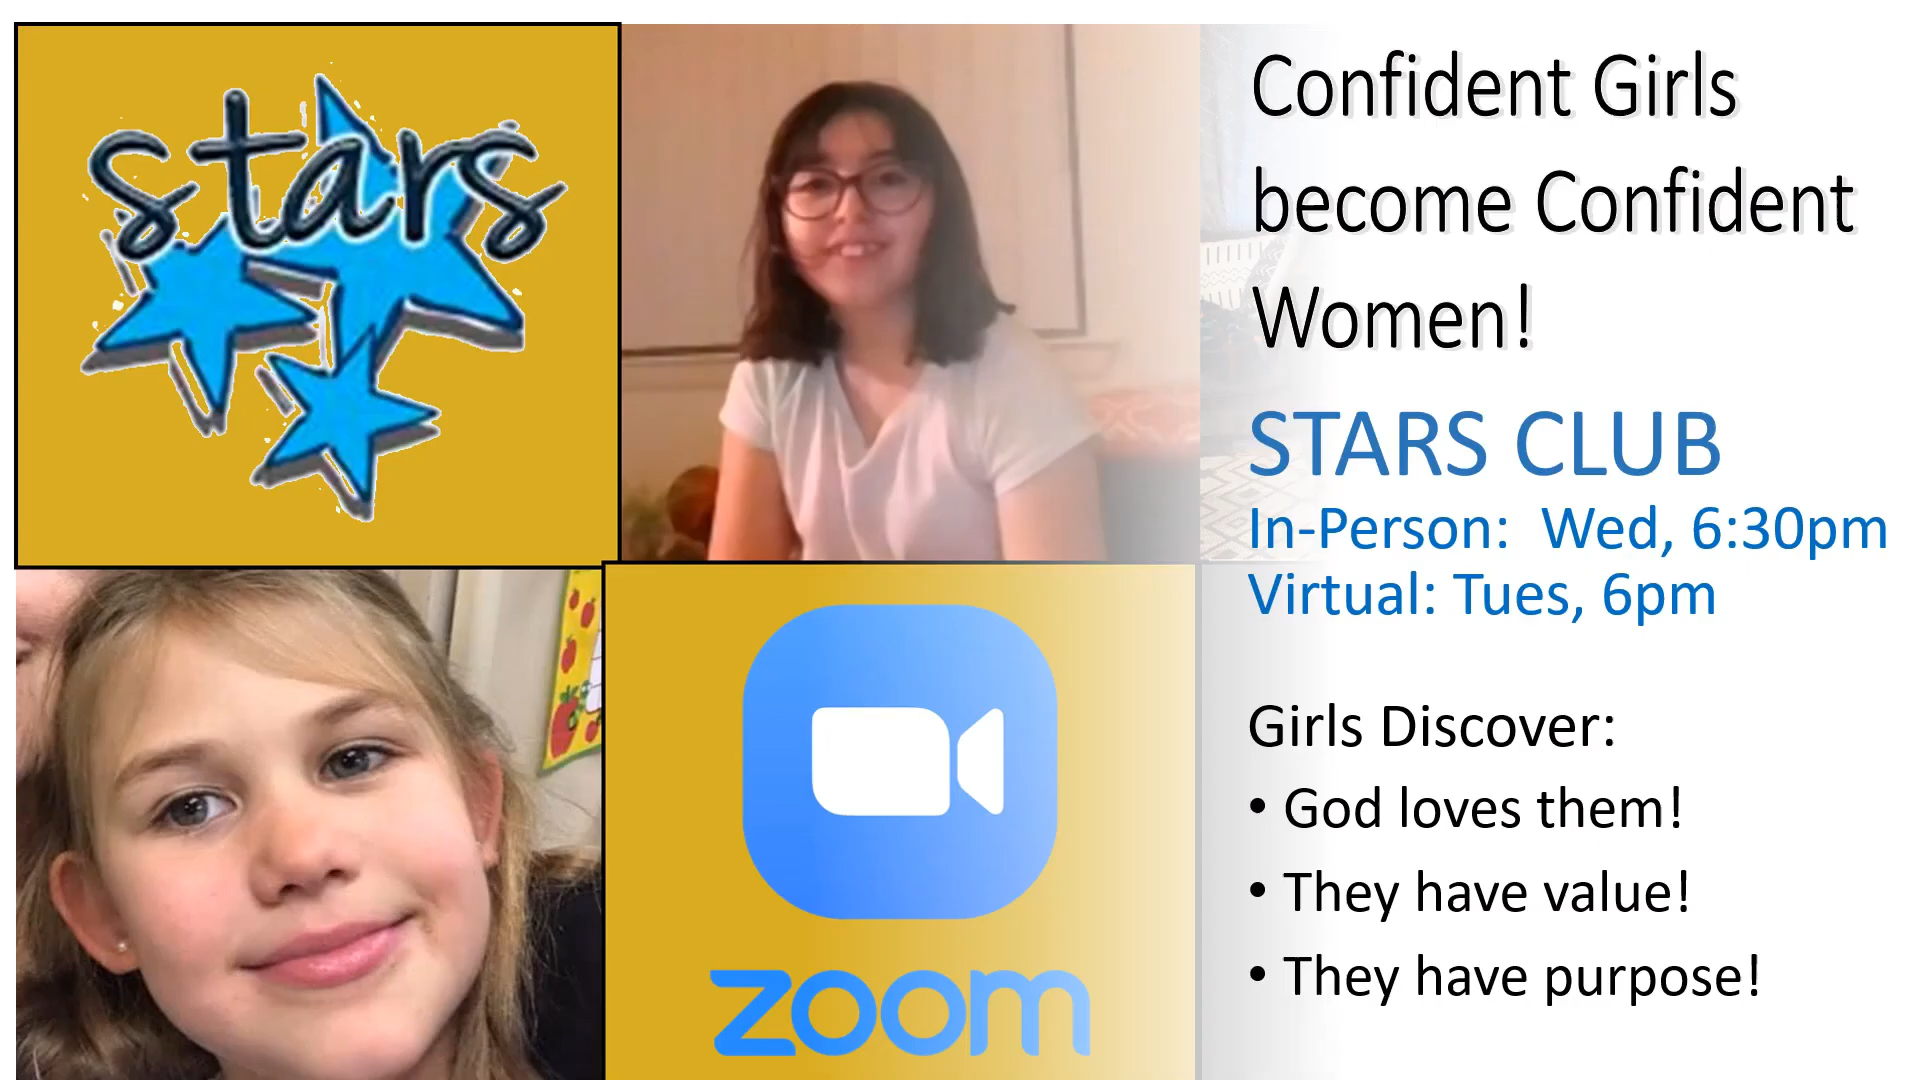 stars
Confident Girls
become Confident
Women!
STARS CLUB
In-Person:  Wed, 6:30pm
Virtual: Tues, 6pm
Girls Discover:
• God loves them!
• They have value!
• They have purpose!
zoom